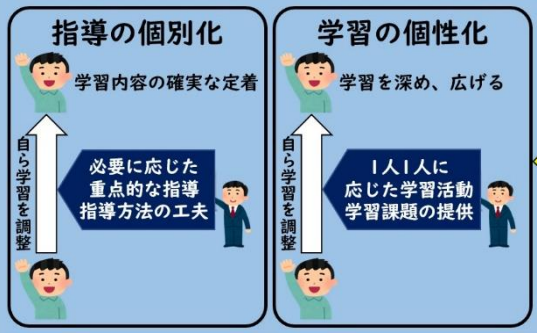 指導の個別化
学習内容の確実な定着
自ら学習を調整
必要に応じた
重点的な指導
指導方法の工夫
学習の個性化
学習を深め、広げる
自ら学習を調整
1人1人に
応じた学習活動
学習課題の提供